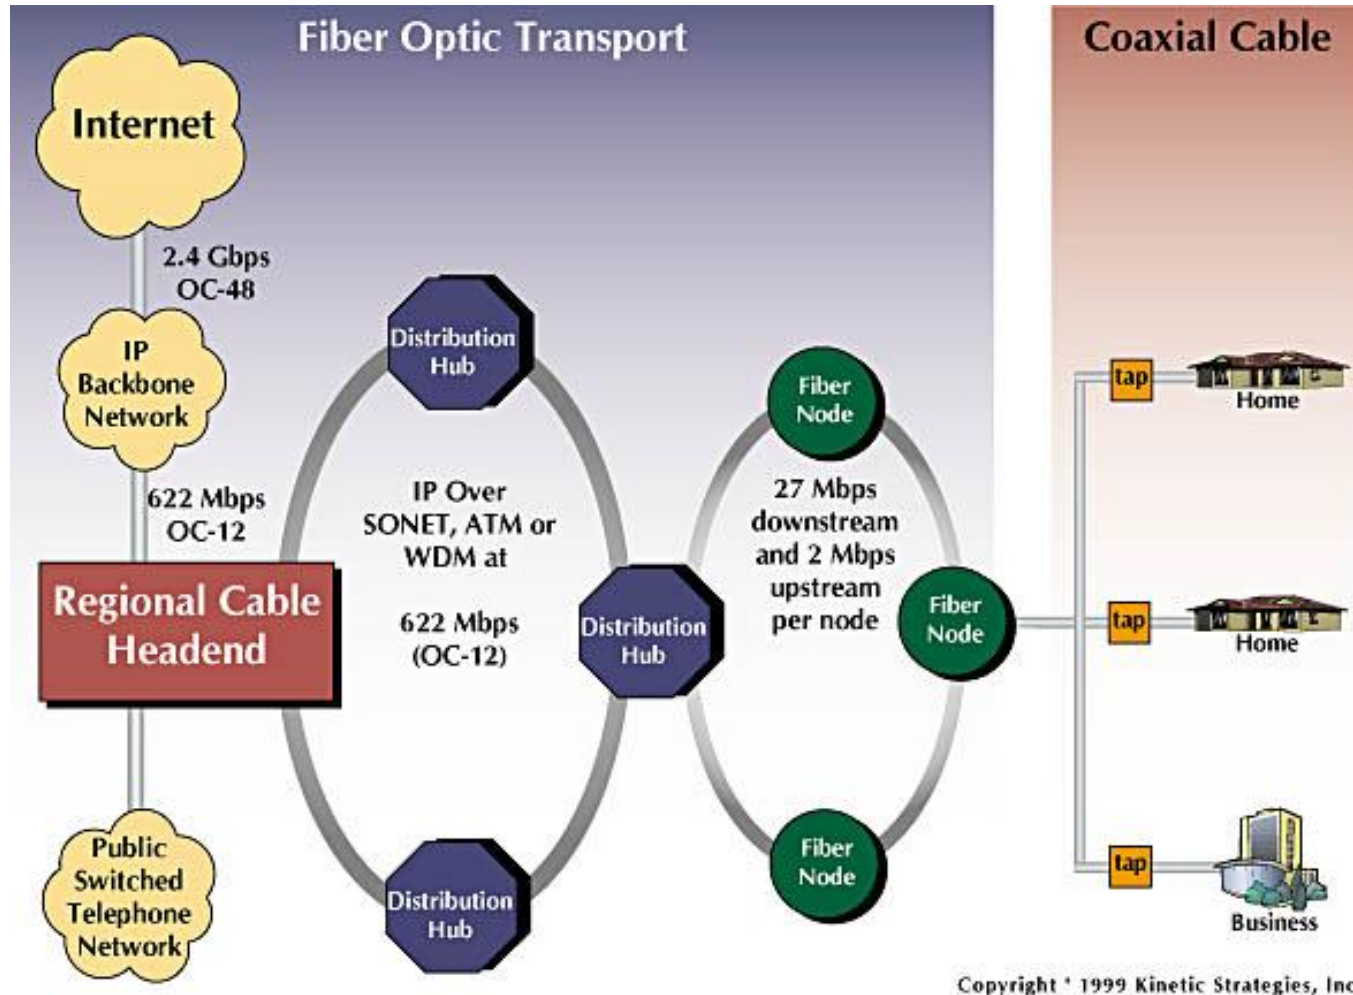 Fiber Optic Transport
Coaxial Cable
Internet
2.4 Gbps
OC-48
IP
Backbone
Network
622 Mbps
OC-12
Regional Cable
Headend
Public
Switched
Telephone
Network
Distribution
Hub
IP Over
SONET, ATM or
WDM at
622 Mbps
(OC-12)
Distribution
Hub
Distribution
Hub
Fiber
Node
27 Mbps
downstream
and 2 Mbps
upstream
per node
Fiber
Node
Fiber
Node
tap
Home
tap
Home
tap
Business
Copyright ' 1999 Kinetic Strategies, Inc